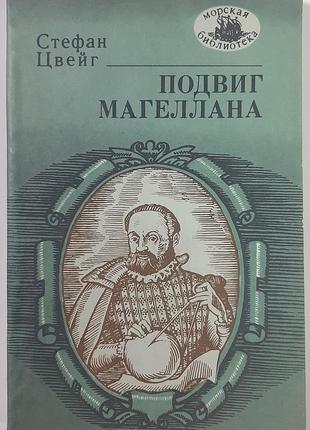 морская
библиотека
Стефан
Цвейг
ПОДВИГ
МАГЕЛЛАНА